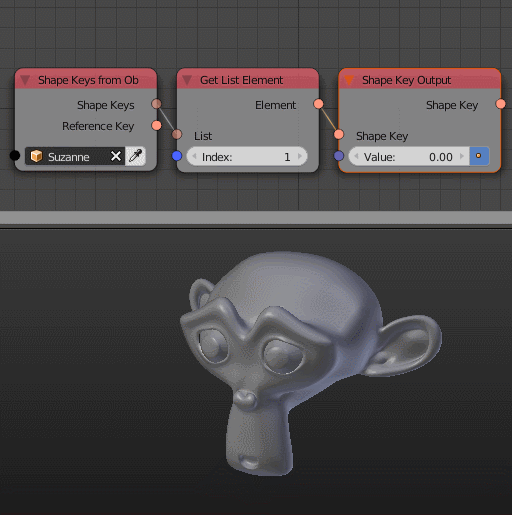 Shape Keys from Ob
Shape Keys
Reference Key
Suzanne
Get List Element
Element
List
Index: 1
Shape Key Output
Shape Key
Shape Key
Value: 0.00